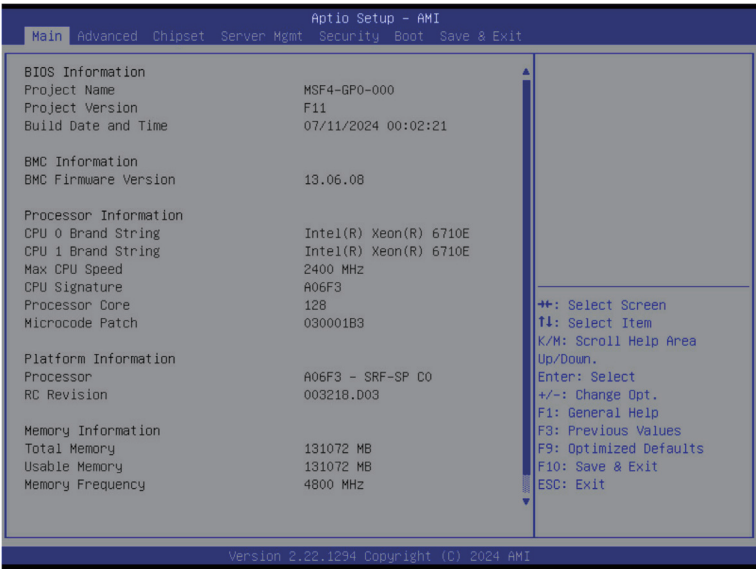 Aptio Setup – AMI
Main Advanced Chipset Server Mgmt Security Boot Save & Exit
BIOS Information
Project Name MSF4-GP0-000
Project Version F11
Build Date and Time 07/11/2024 00:02:21
BMC Information
BMC Firmware Version 13.06.08
Processor Information
CPU 0 Brand String Intel(R) Xeon(R) 6710E
CPU 1 Brand String Intel(R) Xeon(R) 6710E
Max CPU Speed 2400 MHz
CPU Signature A06F3
Processor Core 128
Microcode Patch 030001B3
Platform Information
Processor A06F3 - SRF-SP C0
RC Revision 003218.D03
Memory Information
Total Memory 131072 MB
Usable Memory 131072 MB
Memory Frequency 4800 MHz
→←: Select Screen
↑↓: Select Item
K/M: Scroll Help Area
Up/Down.
Enter: Select
+/-: Change Opt.
F1: General Help
F3: Previous Values
F9: Optimized Defaults
F10: Save & Exit
ESC: Exit
Version 2.22.1294 Copyright (C) 2024 AMI